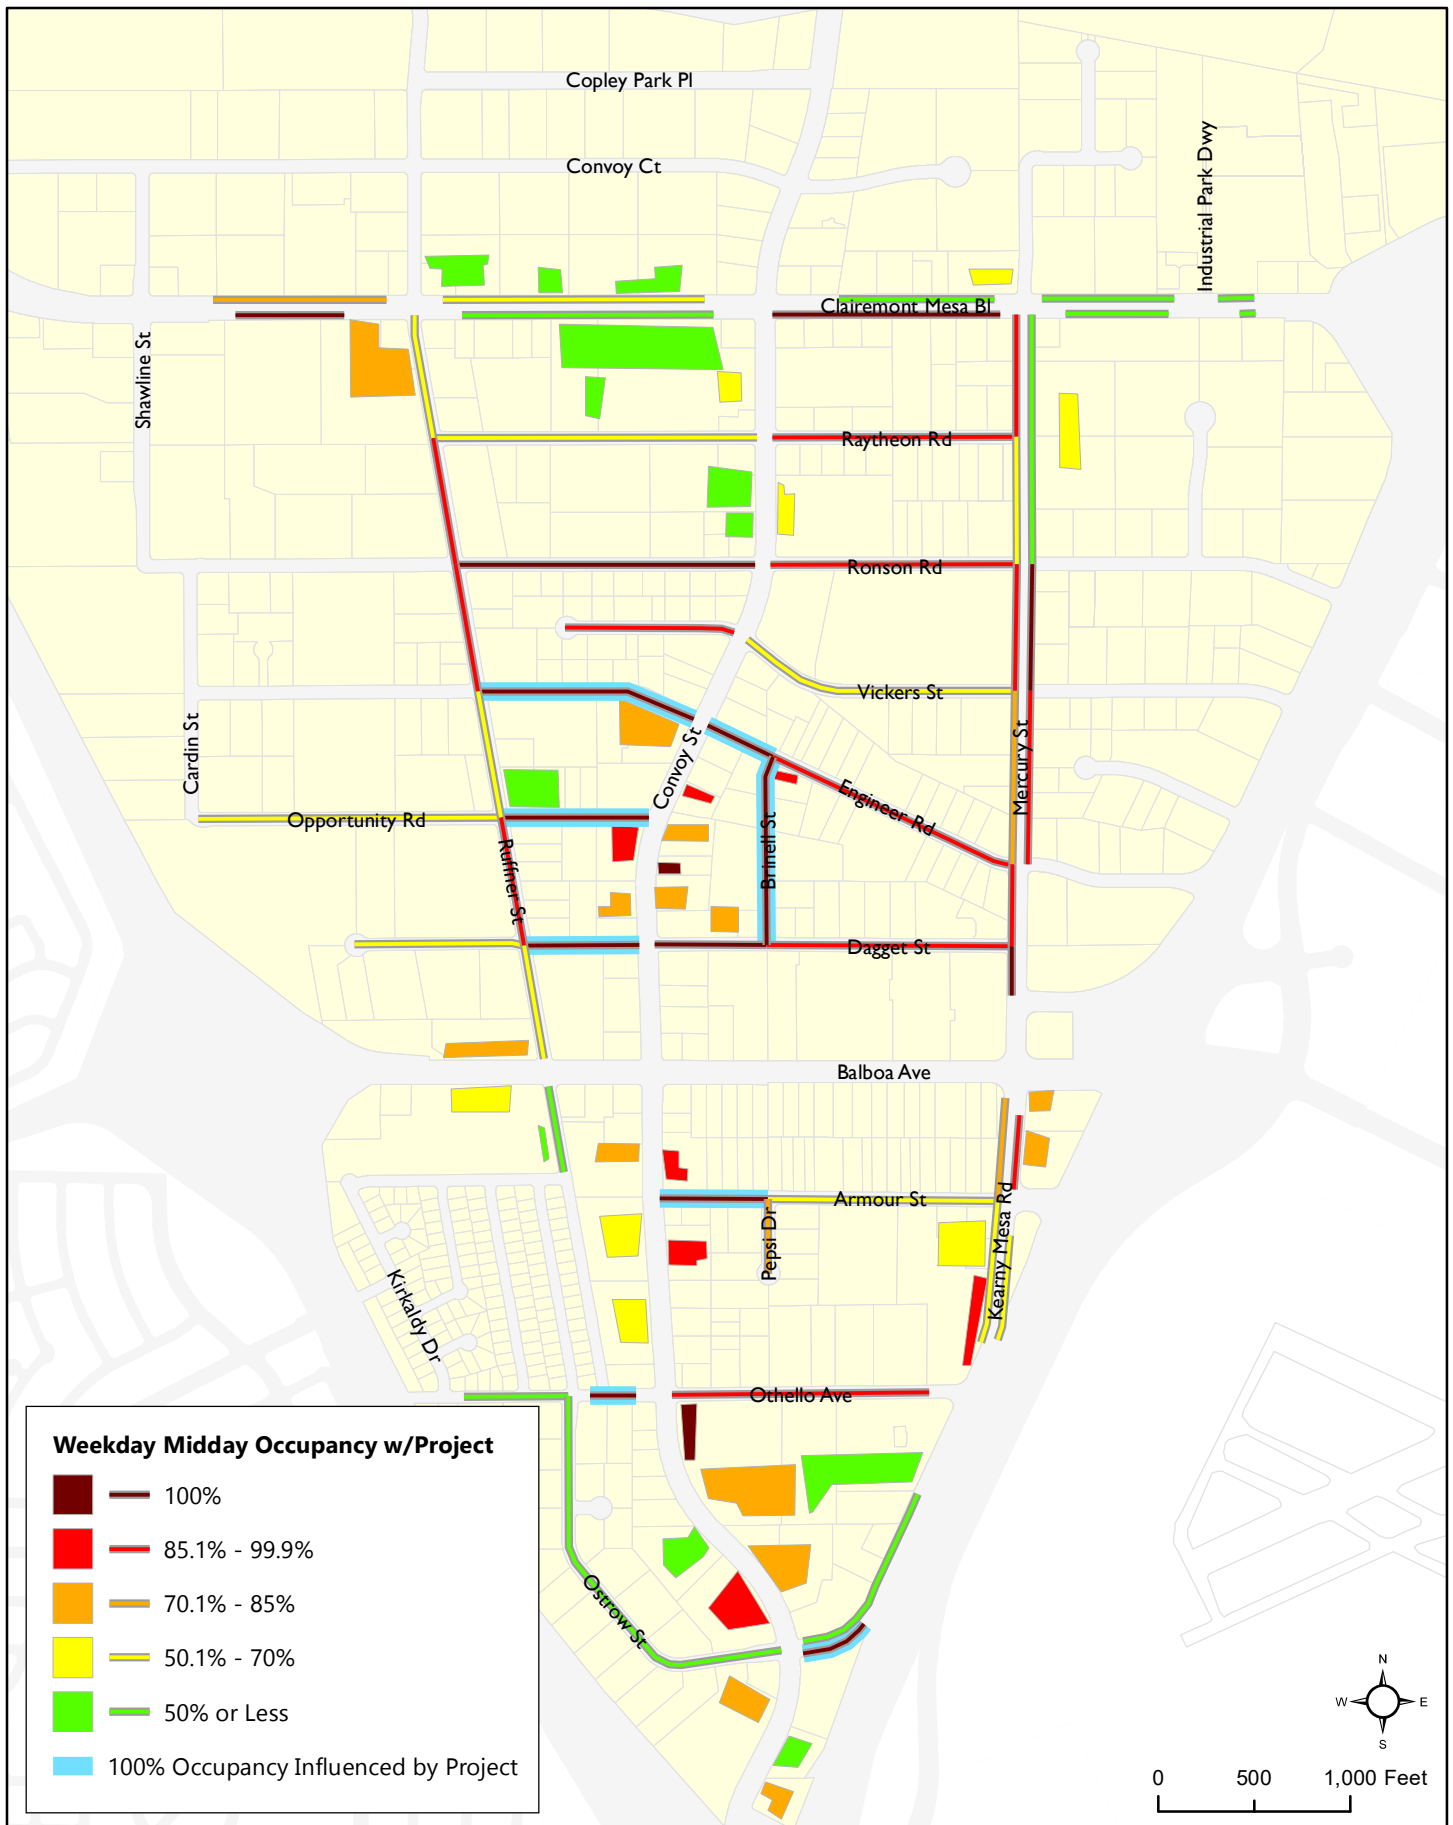 Copley Park Pl
Convoy Ct
Industrial Park Dwy
Clairemont Mesa Bl
Shawline St
Raytheon Rd
Ronson Rd
Vickers St
Cardin St
Convoy St
Mercury St
Engineer Rd
Opportunity Rd
Brinell St
Ruffner St
Dagget St
Balboa Ave
Armour St
Pepsi Dr
Kearny Mesa Rd
Kirkaldy Dr
Othello Ave
Ostrow St
Weekday Midday Occupancy w/Project
100%
85.1% - 99.9%
70.1% - 85%
50.1% - 70%
50% or Less
100% Occupancy Influenced by Project
N
W E
S
0 500 1,000 Feet